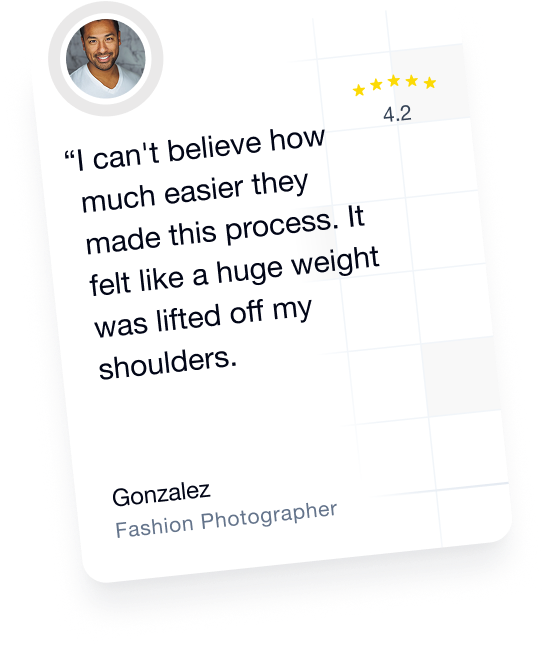 4.2
“I can't believe how
much easier they
made this process. It
felt like a huge weight
was lifted off my
shoulders.
Gonzalez
Fashion Photographer